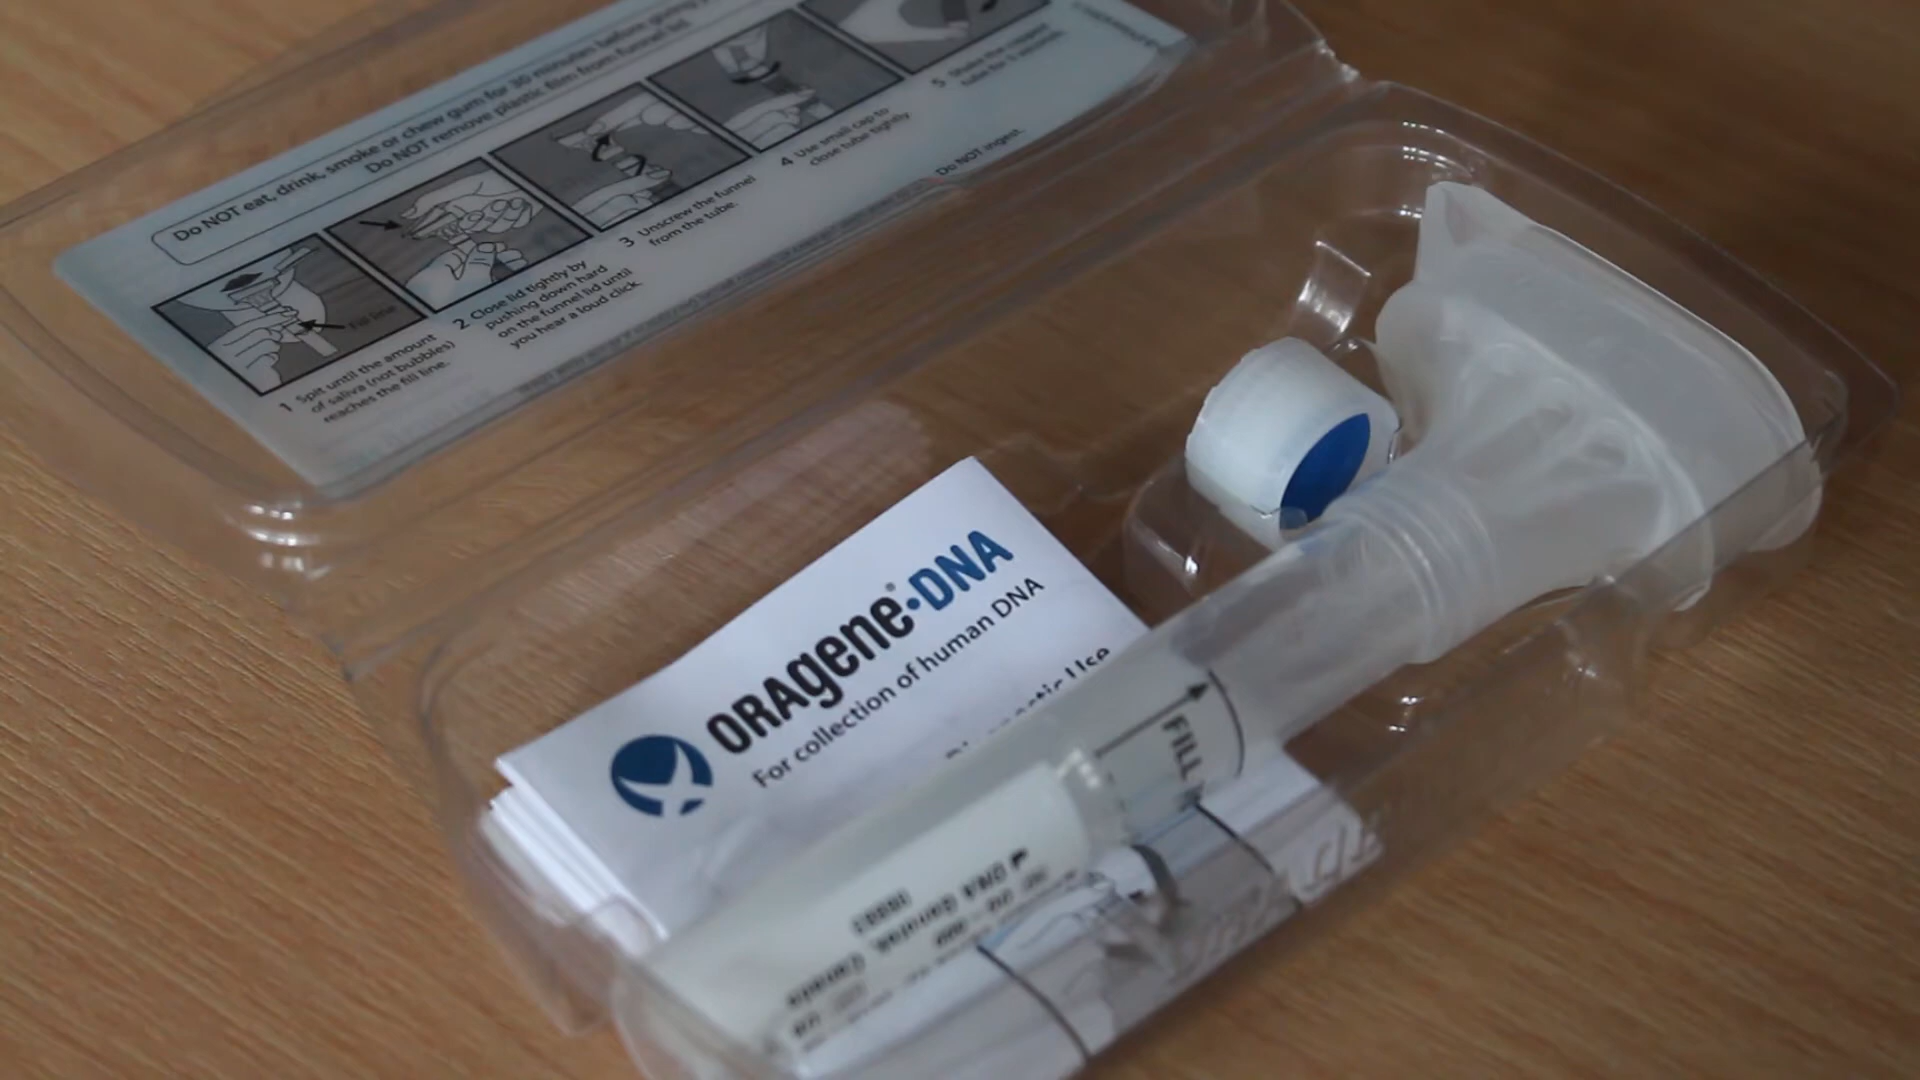 Do NOT eat, drink, smoke or chew gum for 30 minutes before giving
Do NOT remove plastic film from funnel lid.
Fill line
1 Spit until the amount
of saliva (not bubbles)
reaches the fill line.
2 Close lid tightly by
pushing down hard
on the funnel lid until
you hear a loud click.
3 Unscrew the funnel
from the tube.
4 Use small cap to
close tube tightly.
5 Shake the capped
tube for 5 seconds.
Do NOT ingest.
ORAgene®•DNA
For collection of human DNA
Use
FILL
DNA Genotek